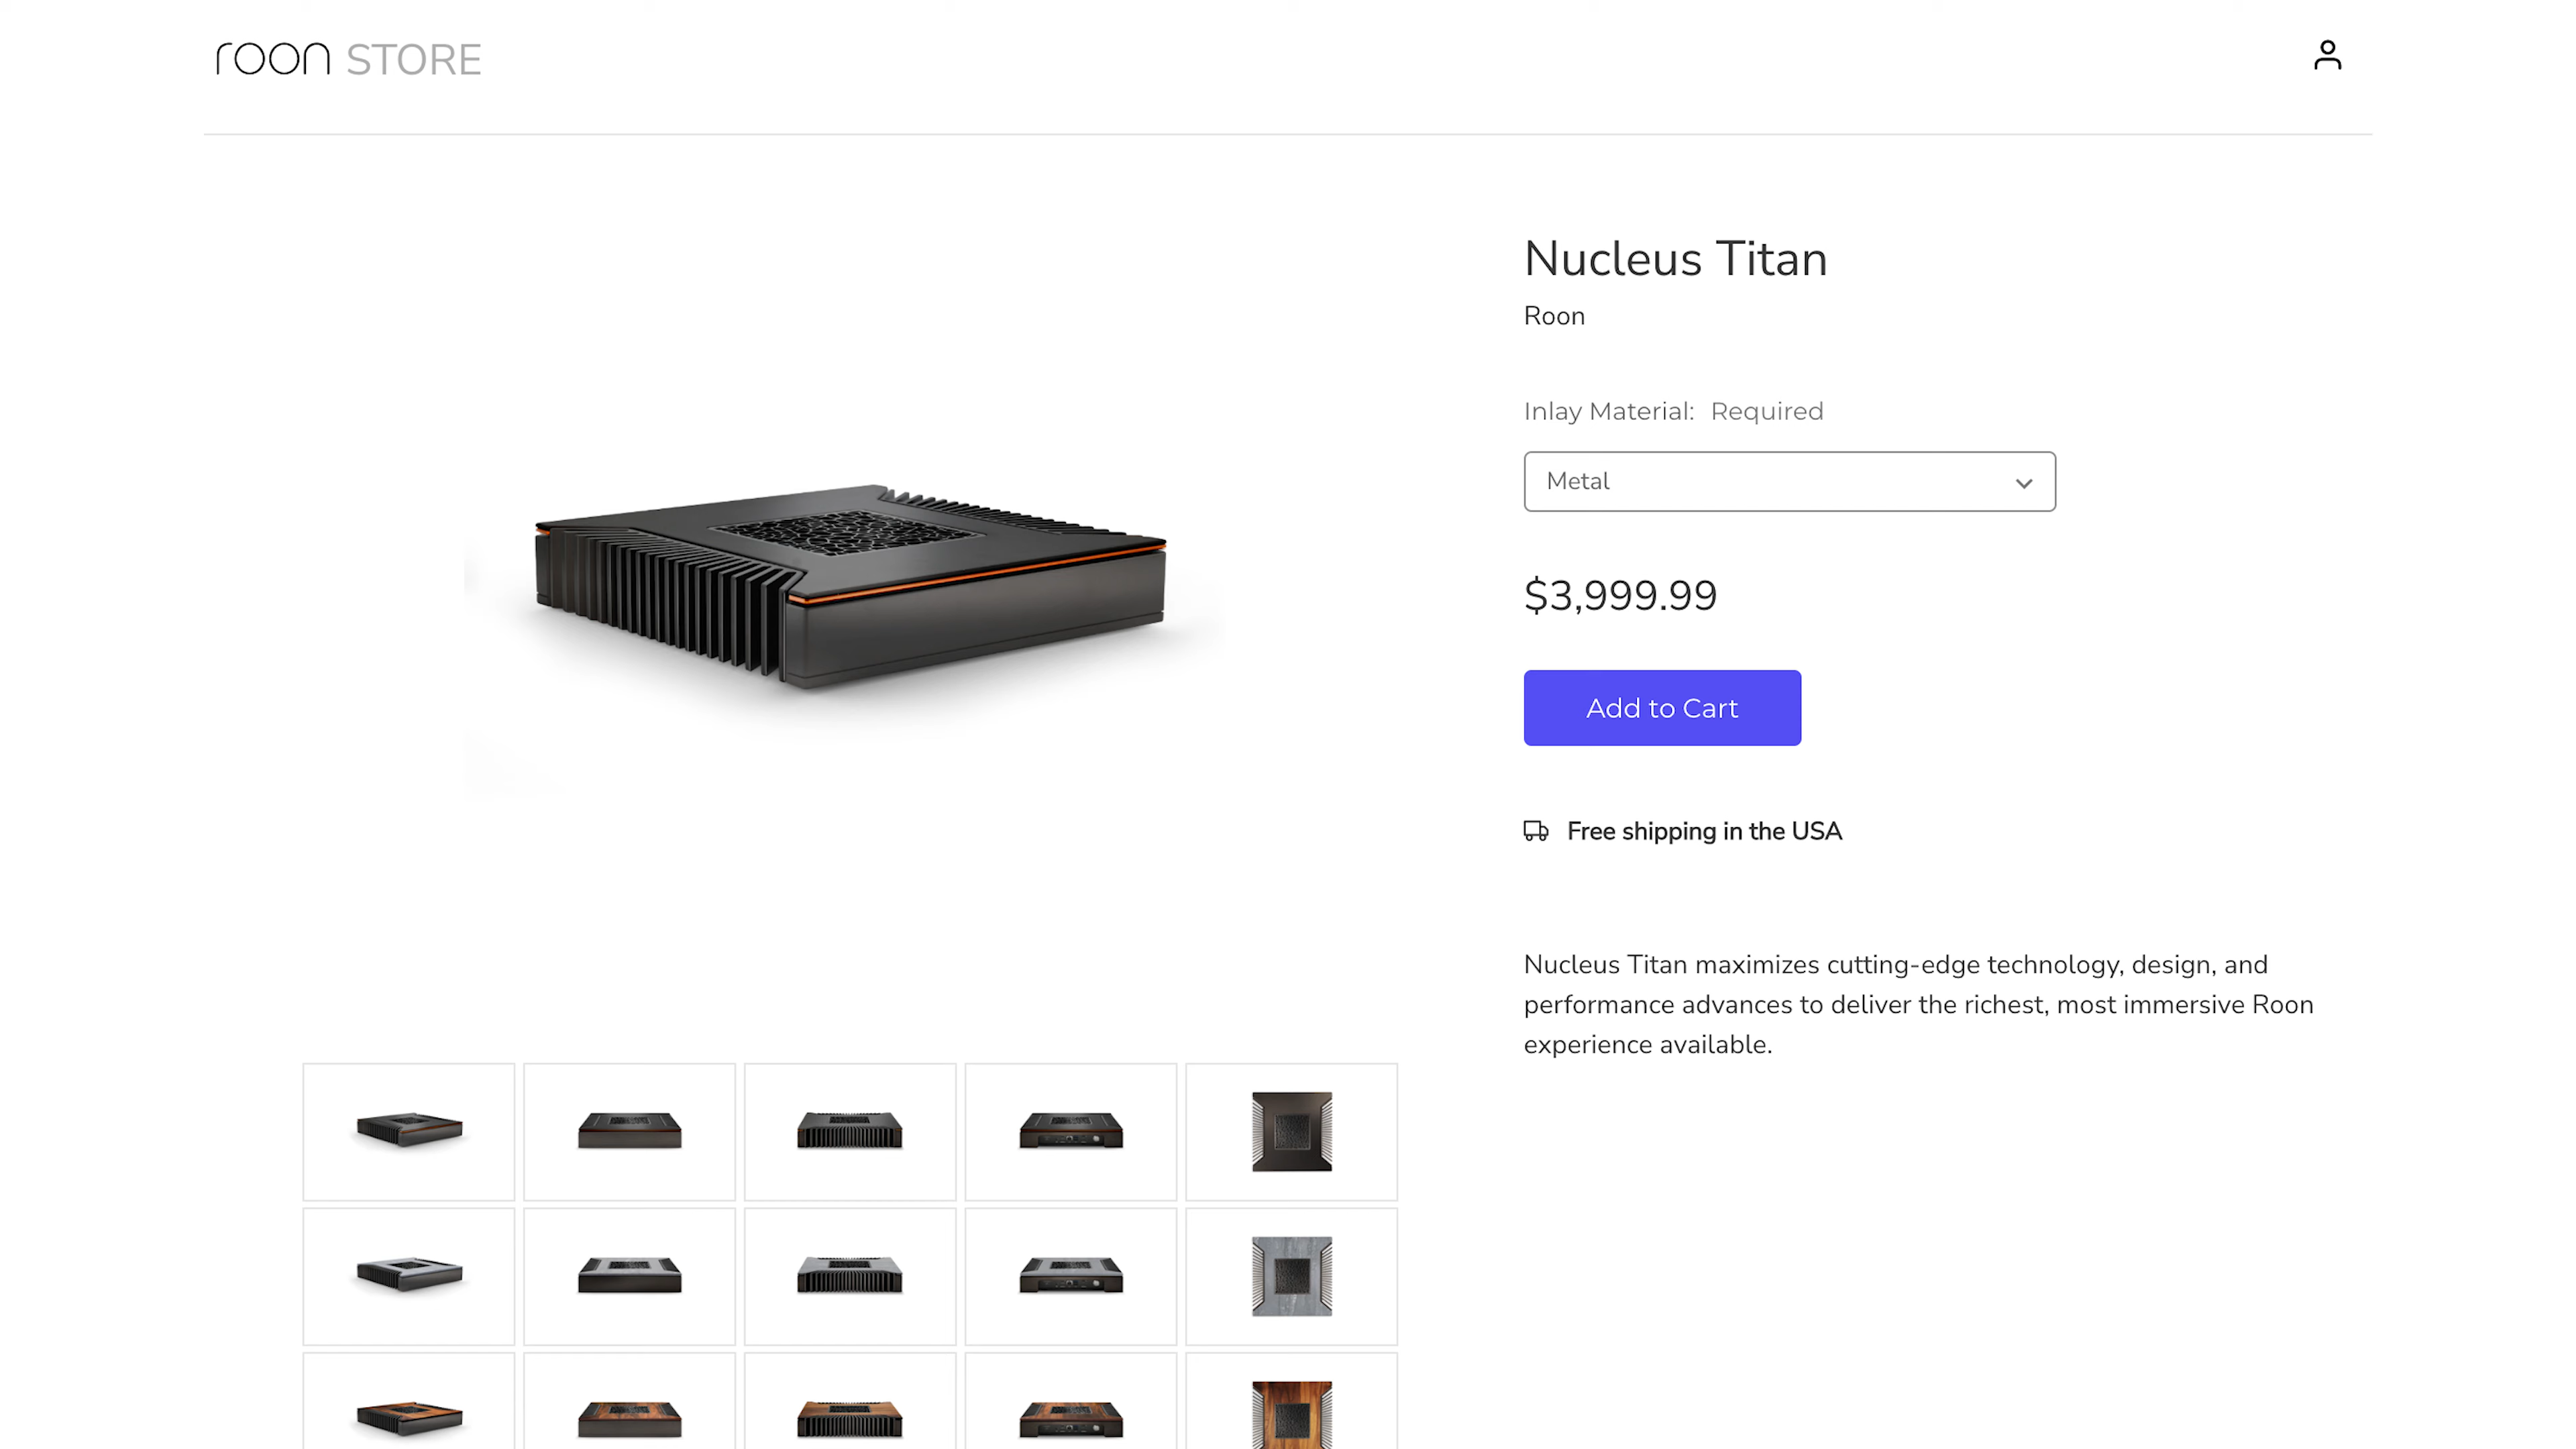 roon STORE
Nucleus Titan
Roon
Inlay Material: Required
Metal
$3,999.99
Add to Cart
Free shipping in the USA
Nucleus Titan maximizes cutting-edge technology, design, and
performance advances to deliver the richest, most immersive Roon
experience available.